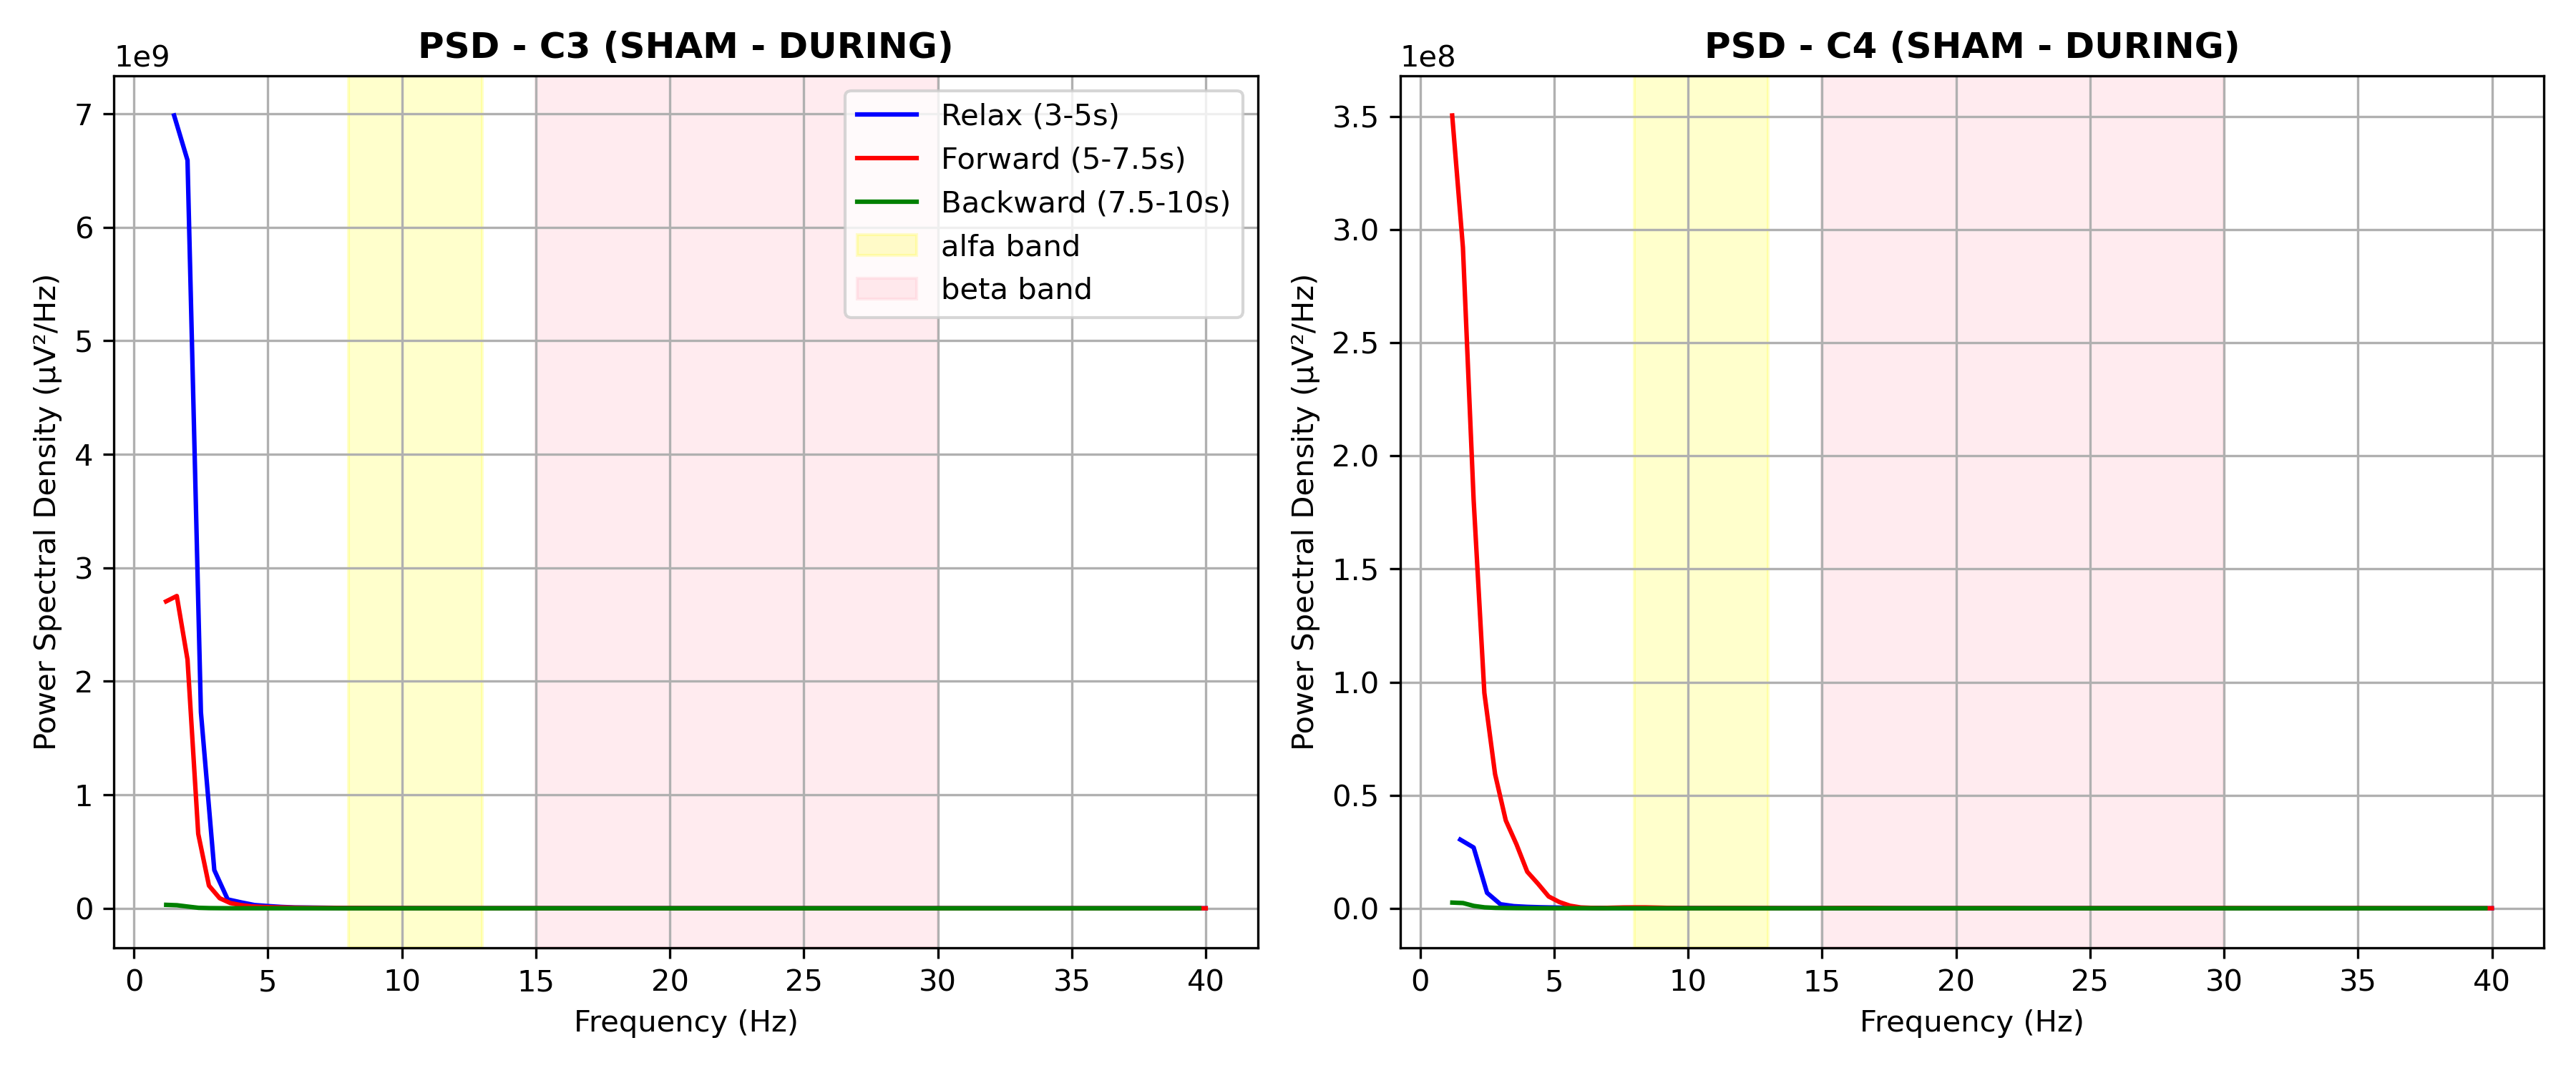 PSD - C3 (SHAM - DURING)
1e9
7
6
5
4
3
2
1
0
Power Spectral Density (µV²/Hz)
Relax (3-5s)
Forward (5-7.5s)
Backward (7.5-10s)
alfa band
beta band
0 5 10 15 20 25 30 35 40
Frequency (Hz)
PSD - C4 (SHAM - DURING)
1e8
3.5
3.0
2.5
2.0
1.5
1.0
0.5
0.0
Power Spectral Density (µV²/Hz)
0 5 10 15 20 25 30 35 40
Frequency (Hz)